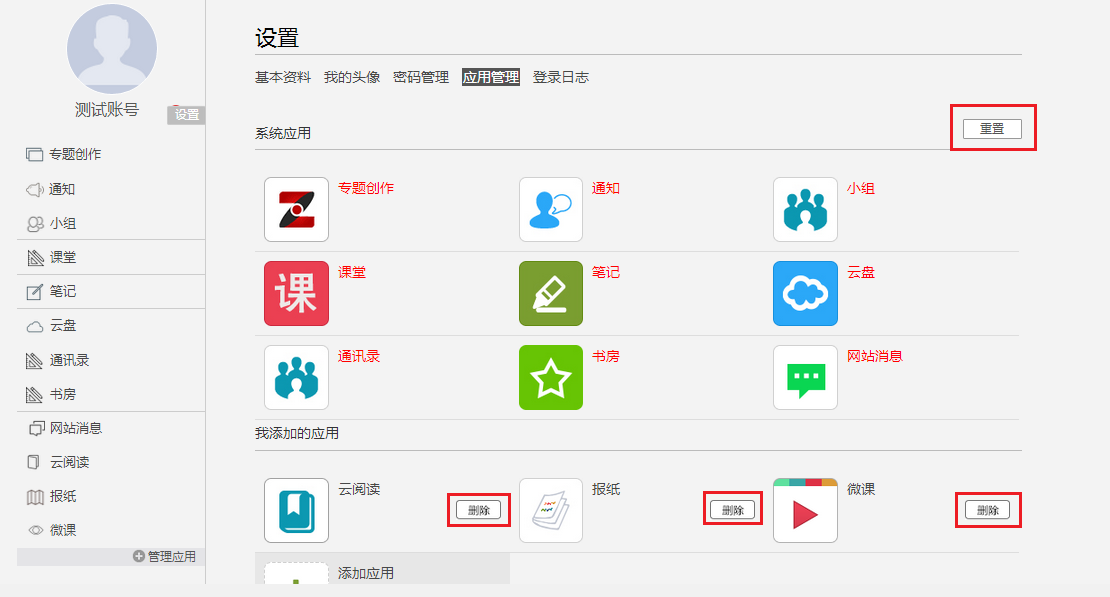 测试账号
设置
专题创作
通知
小组
课堂
笔记
云盘
通讯录
书房
网站消息
云阅读
报纸
微课
管理应用
设置
基本资料 我的头像 密码管理 应用管理 登录日志
系统应用 重置
专题创作 通知 小组
课 课堂 笔记 云盘
通讯录 书房 网站消息
我添加的应用
云阅读 删除 报纸 删除 微课 删除
添加应用